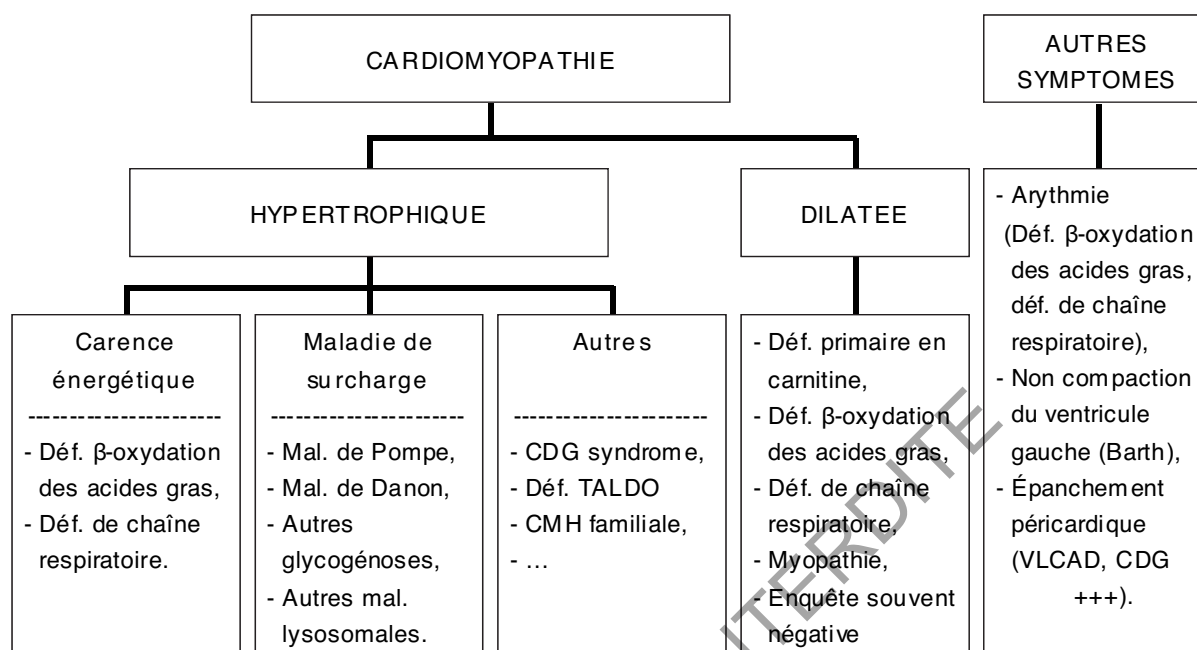 CARDIOMYOPATHIE
AUTRES
SYMPTOMES
HYPERTROPHIQUE
DILATEE
Carence
énergétique
-----------------------
- Déf. β-oxydation
des acides gras,
- Déf. de chaîne
respiratoire.
Maladie de
surcharge
-----------------------
- Mal. de Pompe,
- Mal. de Danon,
- Autres
glycogénoses,
- Autres mal.
lysosomales.
Autres
-----------------------
- CDG syndrome,
- Déf. TALDO
- CMH familiale,
- …
- Déf. primaire en
carnitine,
- Déf. β-oxydation
des acides gras,
- Déf. de chaîne
respiratoire,
- Myopathie,
- Enquête souvent
négative
- Arythmie
(Déf. β-oxydation
des acides gras,
déf. de chaîne
respiratoire),
- Non compaction
du ventricule
gauche (Barth),
- Épanchement
péricardique
(VLCAD, CDG
+++).